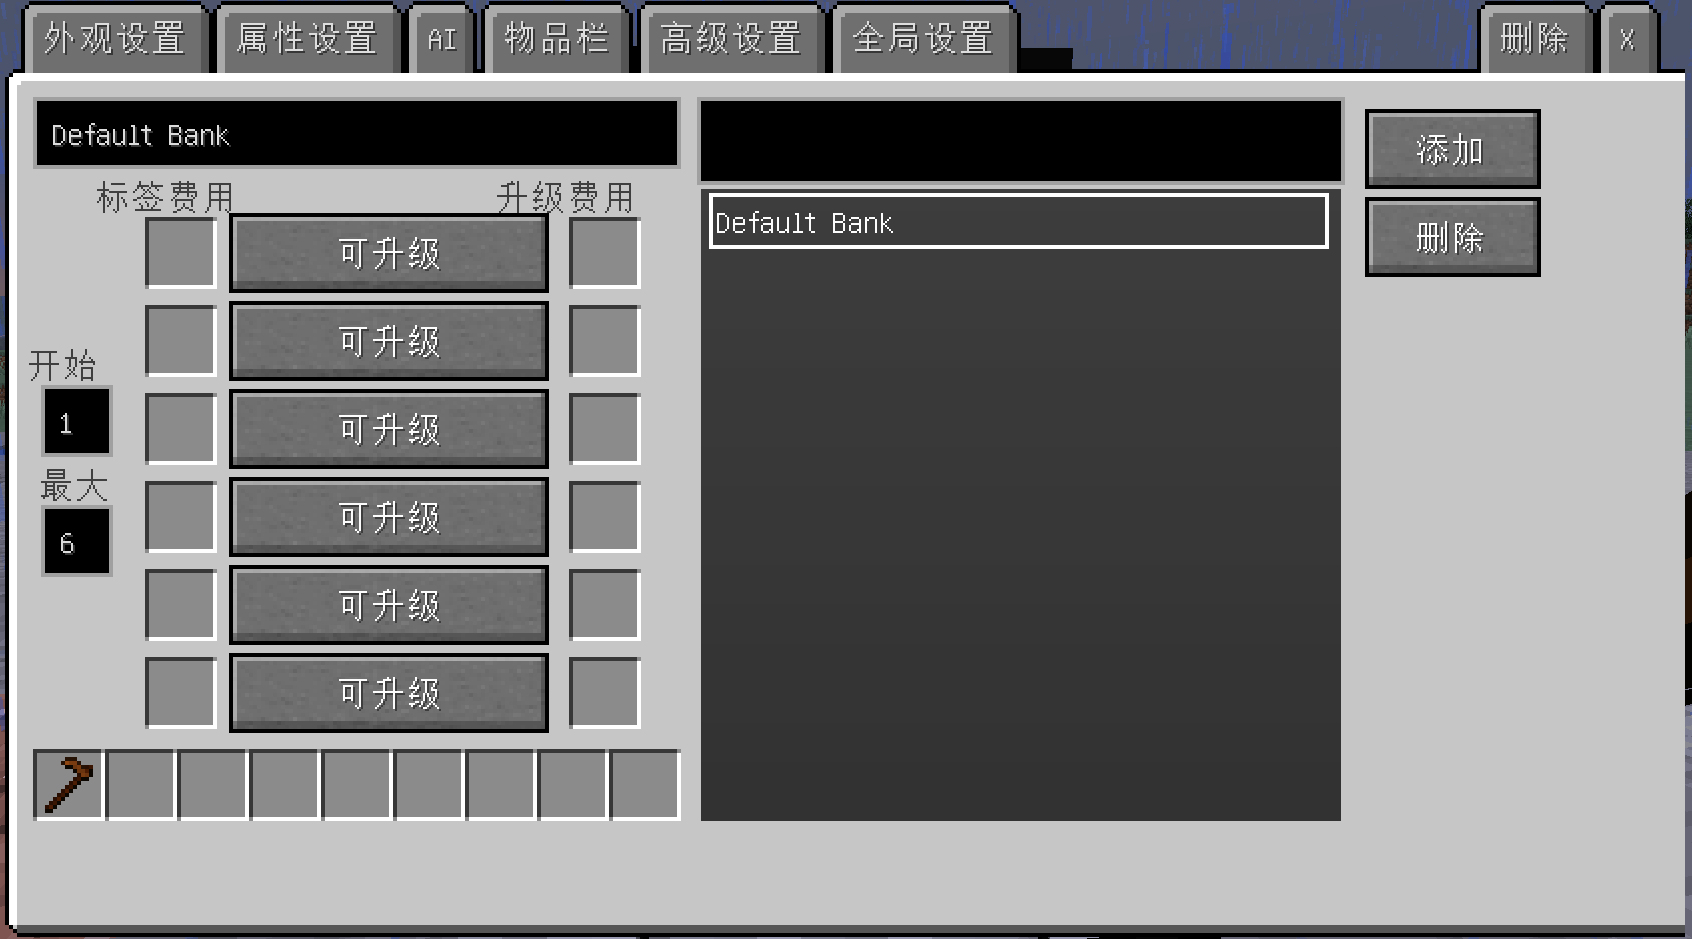 外观设置 属性设置 AI 物品栏 高级设置 全局设置 删除 X
Default Bank
标签费用 升级费用
可升级
可升级
可升级
可升级
可升级
可升级
开始
1
最大
6
Default Bank
添加
删除